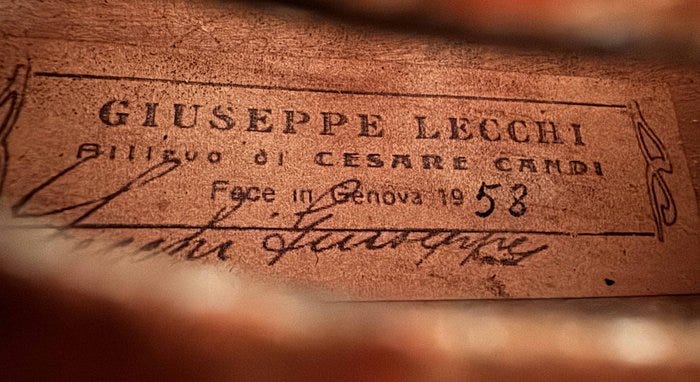 GIUSEPPE LECCHI
Allievo di CESARE CANDI
Fece in Genova 1958
Lecchi Giuseppe